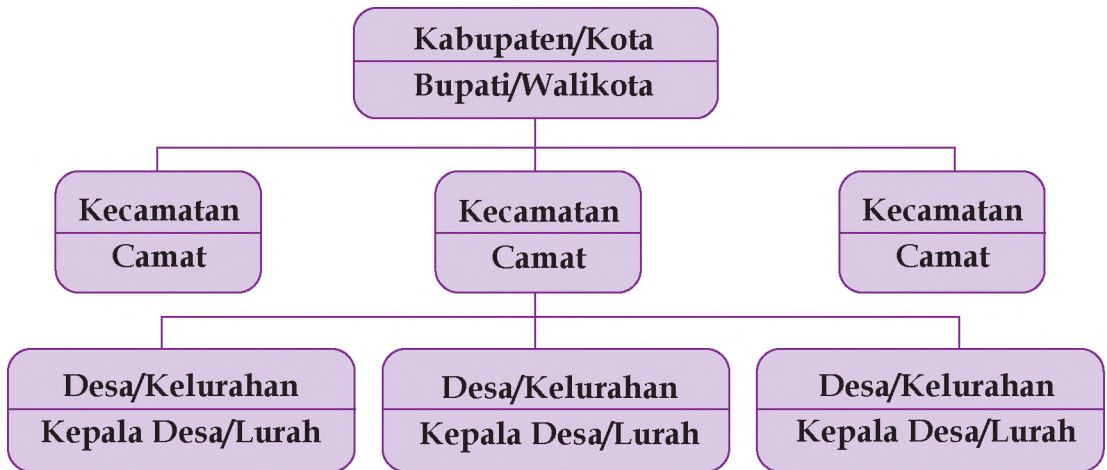 Kabupaten/Kota
Bupati/Walikota
Kecamatan
Camat
Kecamatan
Camat
Kecamatan
Camat
Desa/Kelurahan
Kepala Desa/Lurah
Desa/Kelurahan
Kepala Desa/Lurah
Desa/Kelurahan
Kepala Desa/Lurah